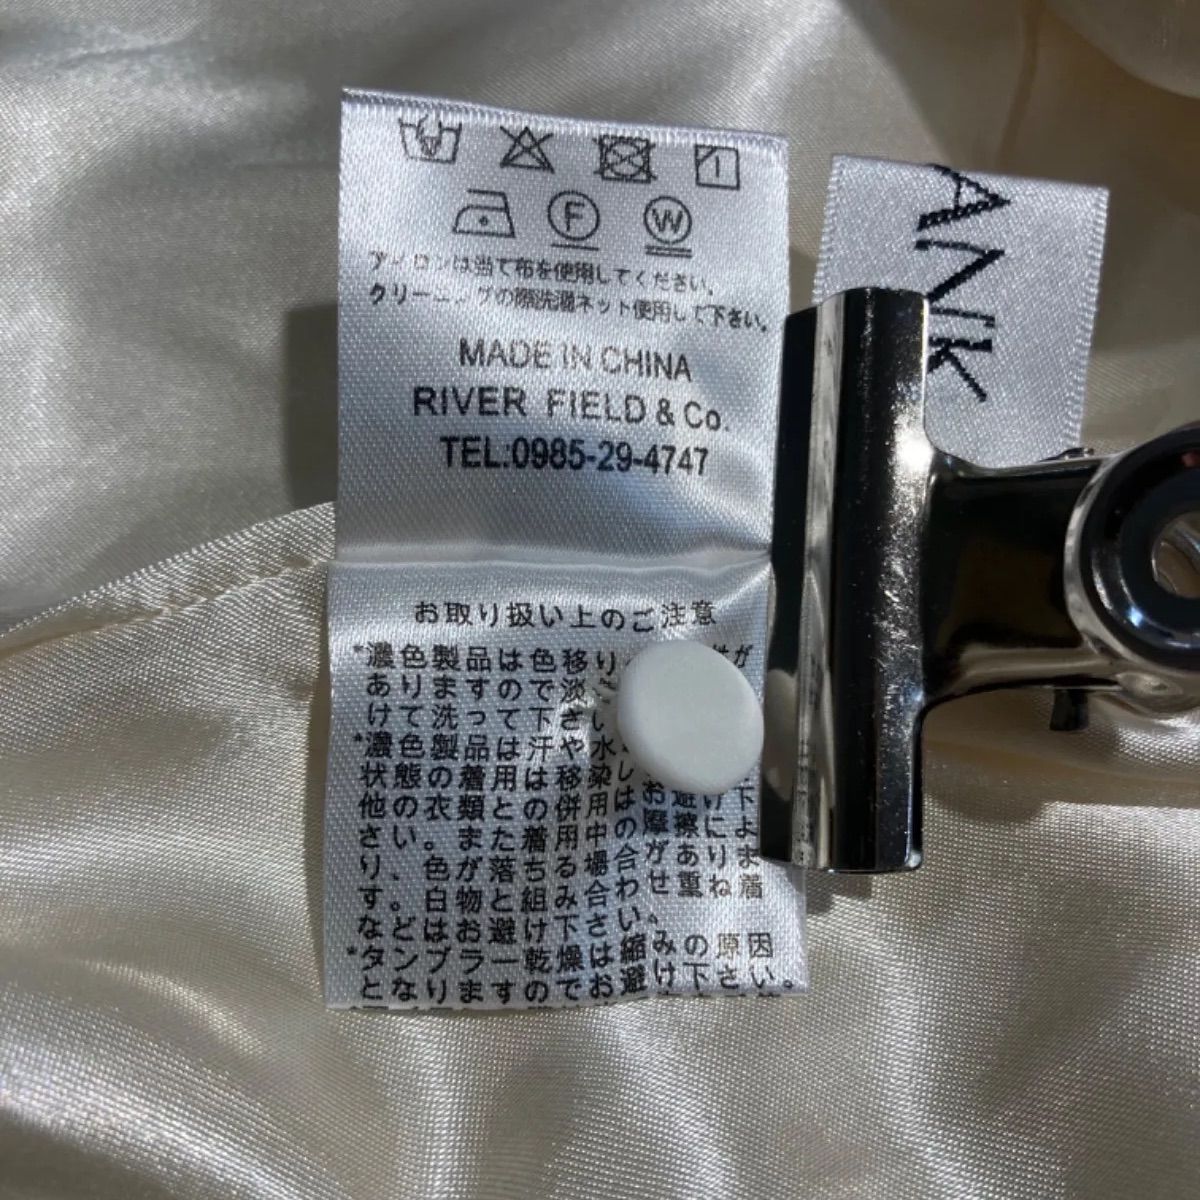 アイロンは当て布を使用してください。
クリーニングの際洗濯ネット使用して下さい。
MADE IN CHINA
RIVER FIELD & Co.
TEL:0985-29-4747
お取り扱い上のご注意
*濃色製品は色移り が
ありますので淡
けて洗って下さい
*濃色製品は汗や水
状態の着用は移染し お避け下
他の衣類との併用は 摩擦によ
さい。また着用中の がありま
り、色が落ちる場合 重ね着
す。白物と組み合わせ
などはお避け下さい。
*タンブラー乾燥は縮みの原因
となりますのでお避け下さい。
ANK
F
W